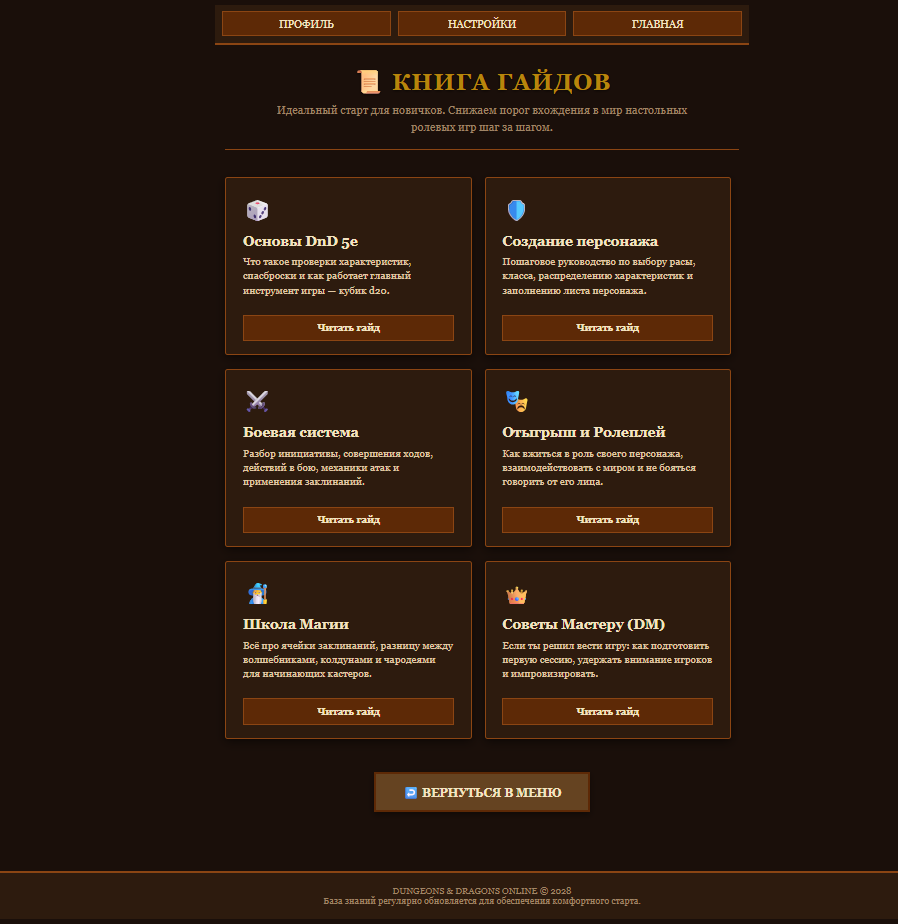 ПРОФИЛЬ
НАСТРОЙКИ
ГЛАВНАЯ
КНИГА ГАЙДОВ
Идеальный старт для новичков. Снижаем порог вхождения в мир настольных
ролевых игр шаг за шагом.
Основы DnD 5e
Что такое проверки характеристик,
спасброски и как работает главный
инструмент игры — кубик d20.
Читать гайд
Создание персонажа
Пошаговое руководство по выбору расы,
класса, распределению характеристик и
заполнению листа персонажа.
Читать гайд
Боевая система
Разбор инициативы, совершения ходов,
действий в бою, механики атак и
применения заклинаний.
Читать гайд
Отыгрыш и Ролеплей
Как вжиться в роль своего персонажа,
взаимодействовать с миром и не бояться
говорить от его лица.
Читать гайд
Школа Магии
Всё про ячейки заклинаний, разницу между
волшебниками, колдунами и чародеями
для начинающих кастеров.
Читать гайд
Советы Мастеру (DM)
Если ты решил вести игру: как подготовить
первую сессию, удержать внимание игроков
и импровизировать.
Читать гайд
ВЕРНУТЬСЯ В МЕНЮ
DUNGEONS & DRAGONS ONLINE © 2028
База знаний регулярно обновляется для обеспечения комфортного старта.